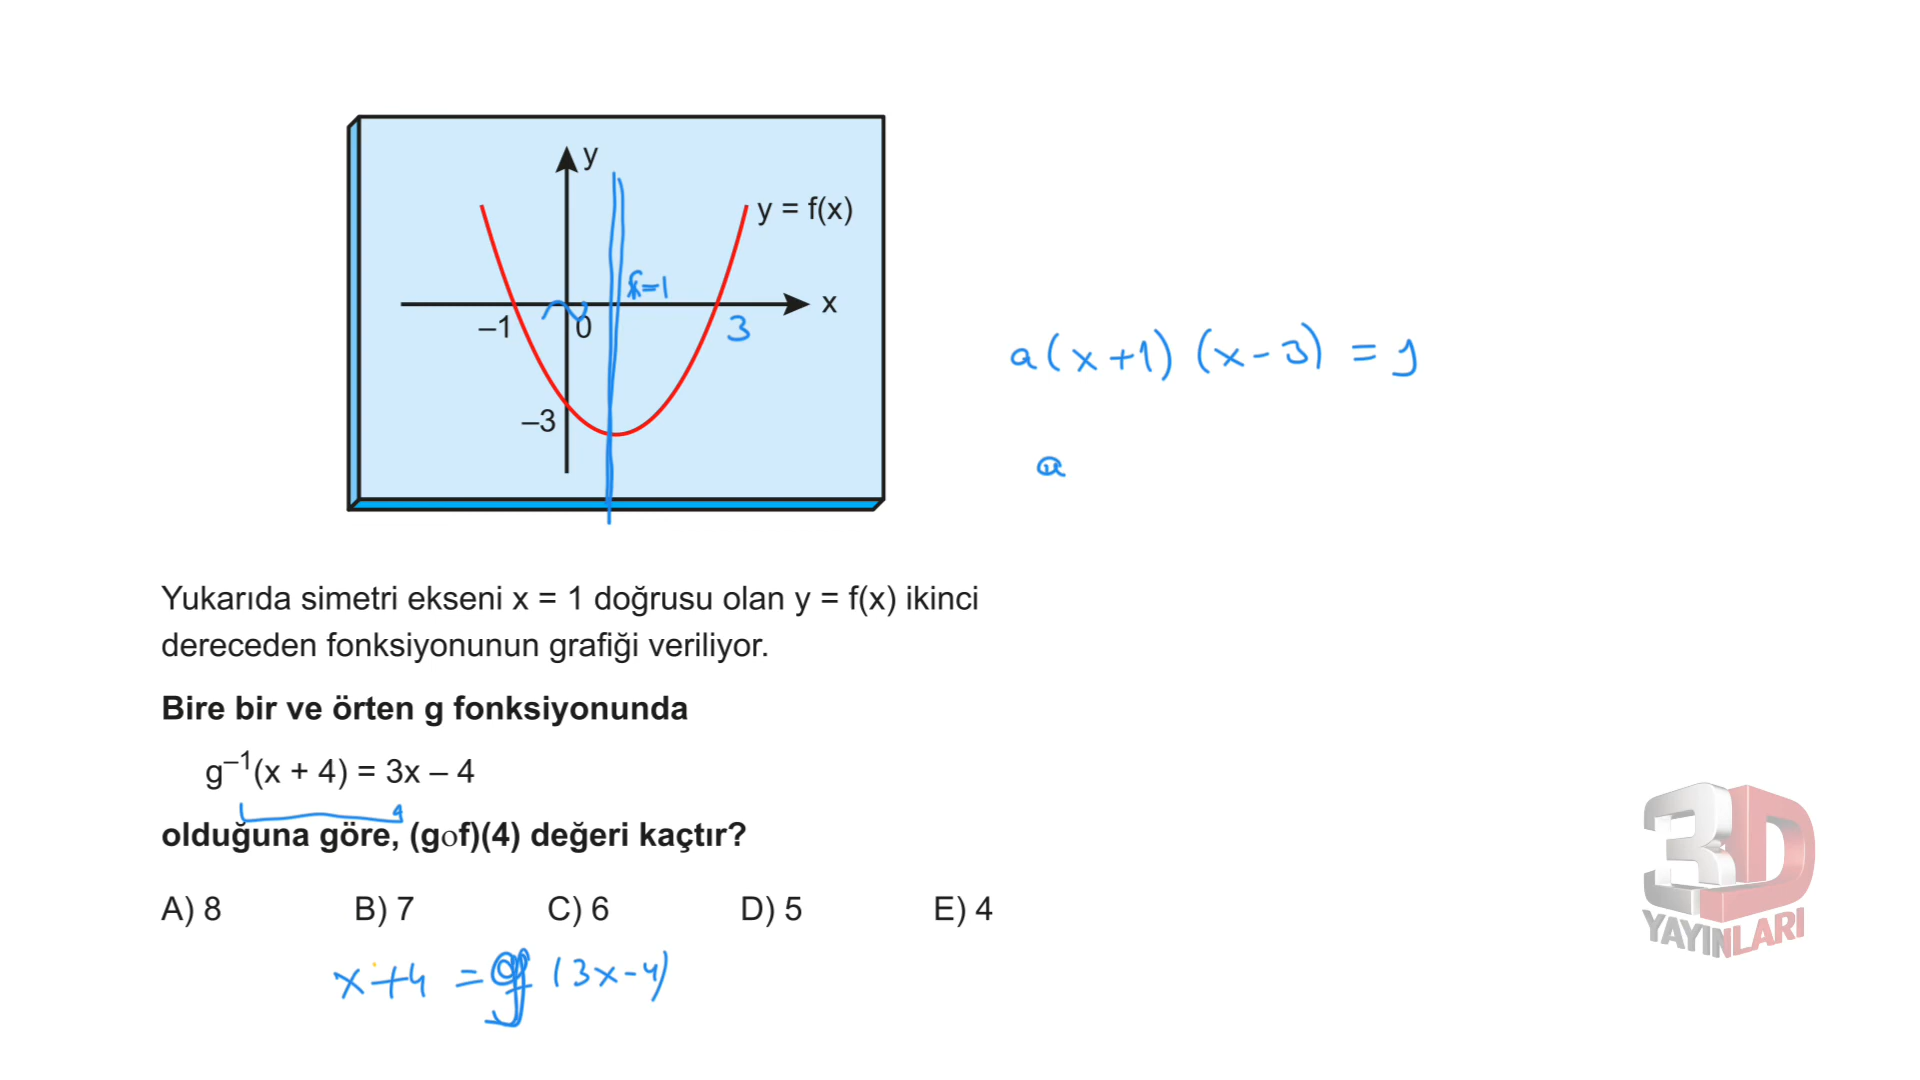 y
y = f(x)
x=1
x
–1
0
3
a(x+1)(x-3) = y
–3
a
Yukarıda simetri ekseni x = 1 doğrusu olan y = f(x) ikinci
dereceden fonksiyonunun grafiği veriliyor.
Bire bir ve örten g fonksiyonunda
g⁻¹(x + 4) = 3x – 4
olduğuna göre, (gof)(4) değeri kaçtır?
A) 8 B) 7 C) 6 D) 5 E) 4
x+4 = g(3x-4)
3D
YAYINLARI